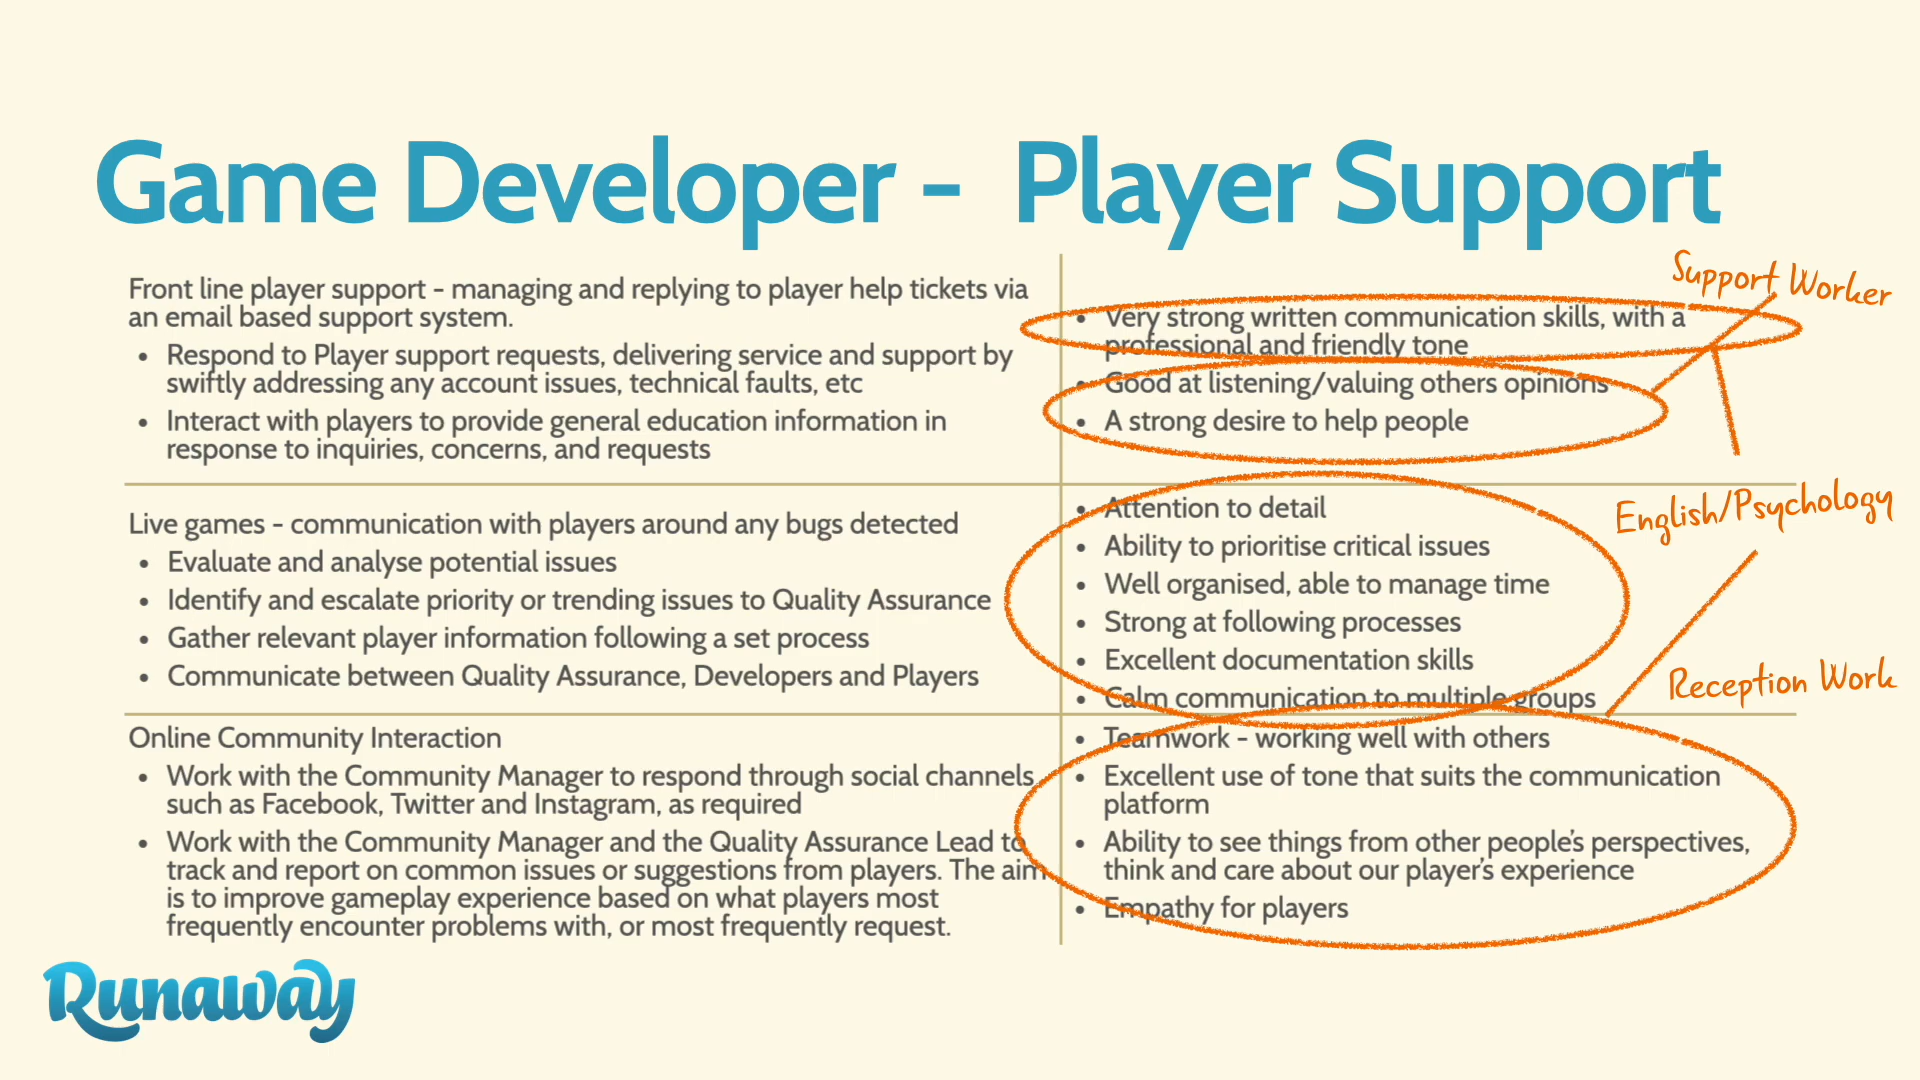 Game Developer - Player Support
Front line player support - managing and replying to player help tickets via
an email based support system.
• Respond to Player support requests, delivering service and support by
swiftly addressing any account issues, technical faults, etc
• Interact with players to provide general education information in
response to inquiries, concerns, and requests
Support Worker
• Very strong written communication skills, with a
professional and friendly tone
• Good at listening/valuing others opinions
• A strong desire to help people
Live games - communication with players around any bugs detected
• Evaluate and analyse potential issues
• Identify and escalate priority or trending issues to Quality Assurance
• Gather relevant player information following a set process
• Communicate between Quality Assurance, Developers and Players
• Attention to detail
• Ability to prioritise critical issues
• Well organised, able to manage time
• Strong at following processes
• Excellent documentation skills
• Calm communication to multiple groups
English/Psychology
Reception Work
Online Community Interaction
• Work with the Community Manager to respond through social channels
such as Facebook, Twitter and Instagram, as required
• Work with the Community Manager and the Quality Assurance Lead to
track and report on common issues or suggestions from players. The aim
is to improve gameplay experience based on what players most
frequently encounter problems with, or most frequently request.
• Teamwork - working well with others
• Excellent use of tone that suits the communication
platform
• Ability to see things from other people's perspectives,
think and care about our player's experience
• Empathy for players
Runaway